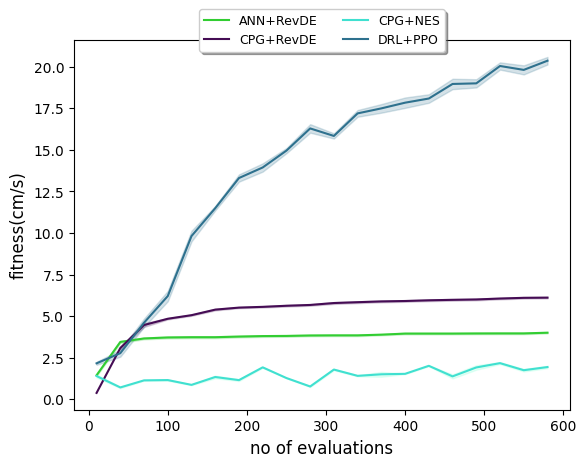 ANN+RevDE CPG+NES
CPG+RevDE DRL+PPO
20.0
17.5
15.0
12.5
10.0
7.5
5.0
2.5
0.0
fitness(cm/s)
0 100 200 300 400 500 600
no of evaluations